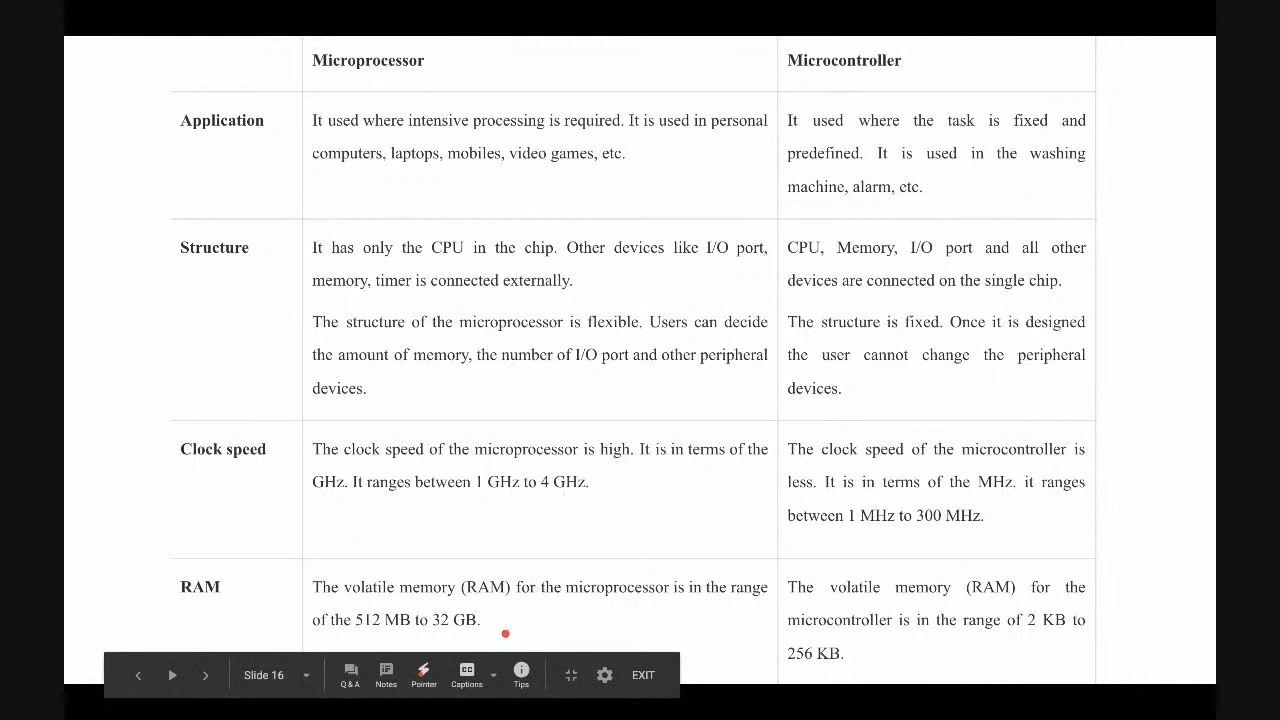 Microprocessor
Microcontroller
Application
It used where intensive processing is required. It is used in personal
computers, laptops, mobiles, video games, etc.
It used where the task is fixed and
predefined. It is used in the washing
machine, alarm, etc.
Structure
It has only the CPU in the chip. Other devices like I/O port,
memory, timer is connected externally.
The structure of the microprocessor is flexible. Users can decide
the amount of memory, the number of I/O port and other peripheral
devices.
CPU, Memory, I/O port and all other
devices are connected on the single chip.
The structure is fixed. Once it is designed
the user cannot change the peripheral
devices.
Clock speed
The clock speed of the microprocessor is high. It is in terms of the
GHz. It ranges between 1 GHz to 4 GHz.
The clock speed of the microcontroller is
less. It is in terms of the MHz. it ranges
between 1 MHz to 300 MHz.
RAM
The volatile memory (RAM) for the microprocessor is in the range
of the 512 MB to 32 GB.
The volatile memory (RAM) for the
microcontroller is in the range of 2 KB to
256 KB.
Slide 16
Q & A
Notes
Pointer
CC
Captions
Tips
EXIT